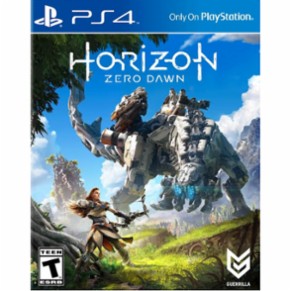 PS4
Only On PlayStation.
HORIZON
ZERO DAWN
TEEN
T
ESRB
GUERRILLA